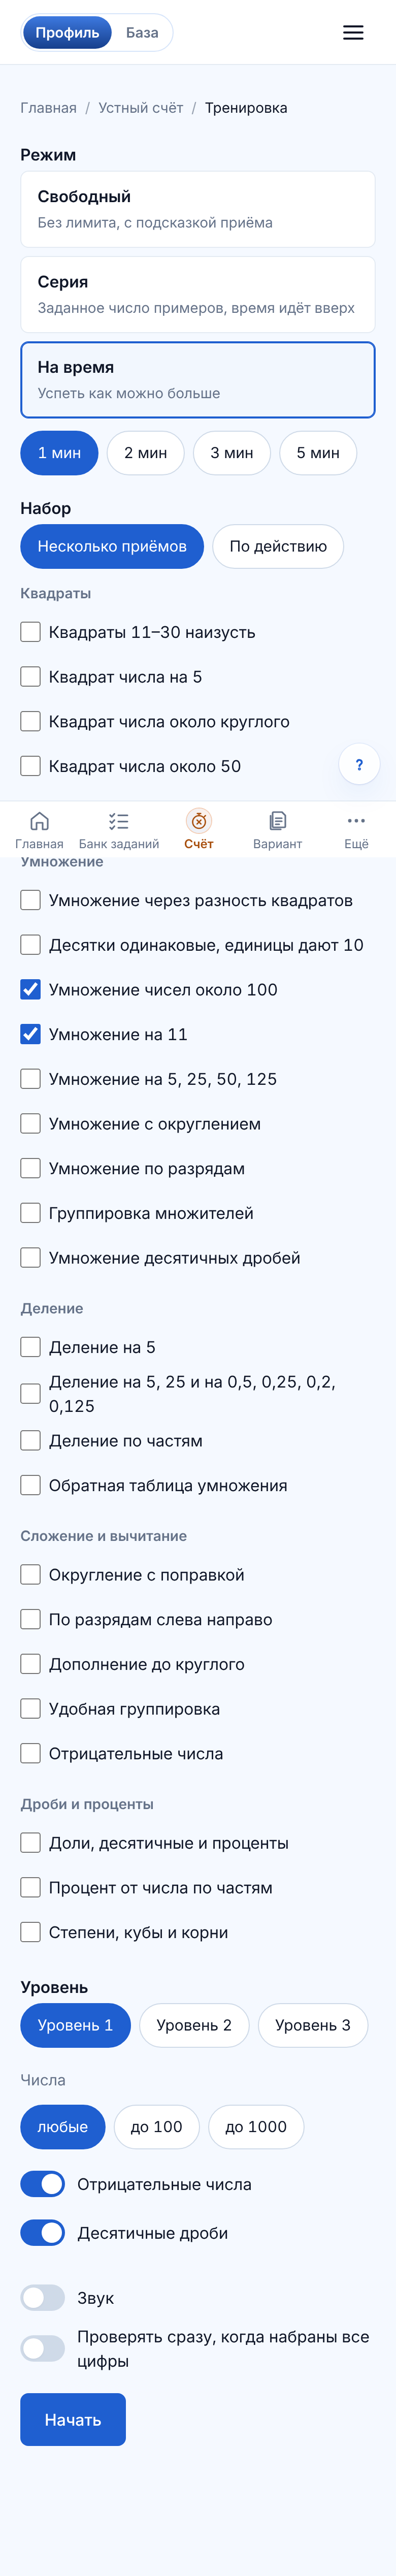 Профиль База
Главная / Устный счёт / Тренировка
Режим
Свободный
Без лимита, с подсказкой приёма
Серия
Заданное число примеров, время идёт вверх
На время
Успеть как можно больше
1 мин 2 мин 3 мин 5 мин
Набор
Несколько приёмов По действию
Квадраты
Квадраты 11–30 наизусть
Квадрат числа на 5
Квадрат числа около круглого
Квадрат числа около 50
?
Главная Банк заданий Счёт Вариант Ещё
Умножение
Умножение через разность квадратов
Десятки одинаковые, единицы дают 10
Умножение чисел около 100
Умножение на 11
Умножение на 5, 25, 50, 125
Умножение с округлением
Умножение по разрядам
Группировка множителей
Умножение десятичных дробей
Деление
Деление на 5
Деление на 5, 25 и на 0,5, 0,25, 0,2,
0,125
Деление по частям
Обратная таблица умножения
Сложение и вычитание
Округление с поправкой
По разрядам слева направо
Дополнение до круглого
Удобная группировка
Отрицательные числа
Дроби и проценты
Доли, десятичные и проценты
Процент от числа по частям
Степени, кубы и корни
Уровень
Уровень 1 Уровень 2 Уровень 3
Числа
любые до 100 до 1000
Отрицательные числа
Десятичные дроби
Звук
Проверять сразу, когда набраны все
цифры
Начать